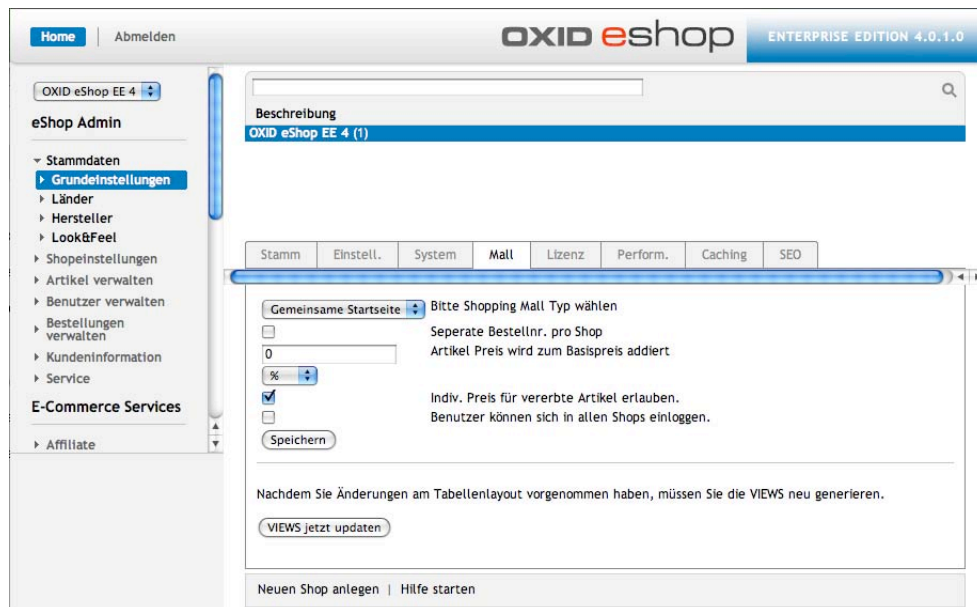 Home | Abmelden
OXID eshop
ENTERPRISE EDITION 4.0.1.0
OXID eShop EE 4
eShop Admin
Stammdaten
Grundeinstellungen
Länder
Hersteller
Look&Feel
Shopeinstellungen
Artikel verwalten
Benutzer verwalten
Bestellungen
verwalten
Kundeninformation
Service
E-Commerce Services
Affiliate
Beschreibung
OXID eShop EE 4 (1)
Stamm Einstell. System Mall Lizenz Perform. Caching SEO
Gemeinsame Startseite Bitte Shopping Mall Typ wählen
Seperate Bestellnr. pro Shop
0 Artikel Preis wird zum Basispreis addiert
%
Indiv. Preis für vererbte Artikel erlauben.
Benutzer können sich in allen Shops einloggen.
Speichern
Nachdem Sie Änderungen am Tabellenlayout vorgenommen haben, müssen Sie die VIEWS neu generieren.
VIEWS jetzt updaten
Neuen Shop anlegen | Hilfe starten